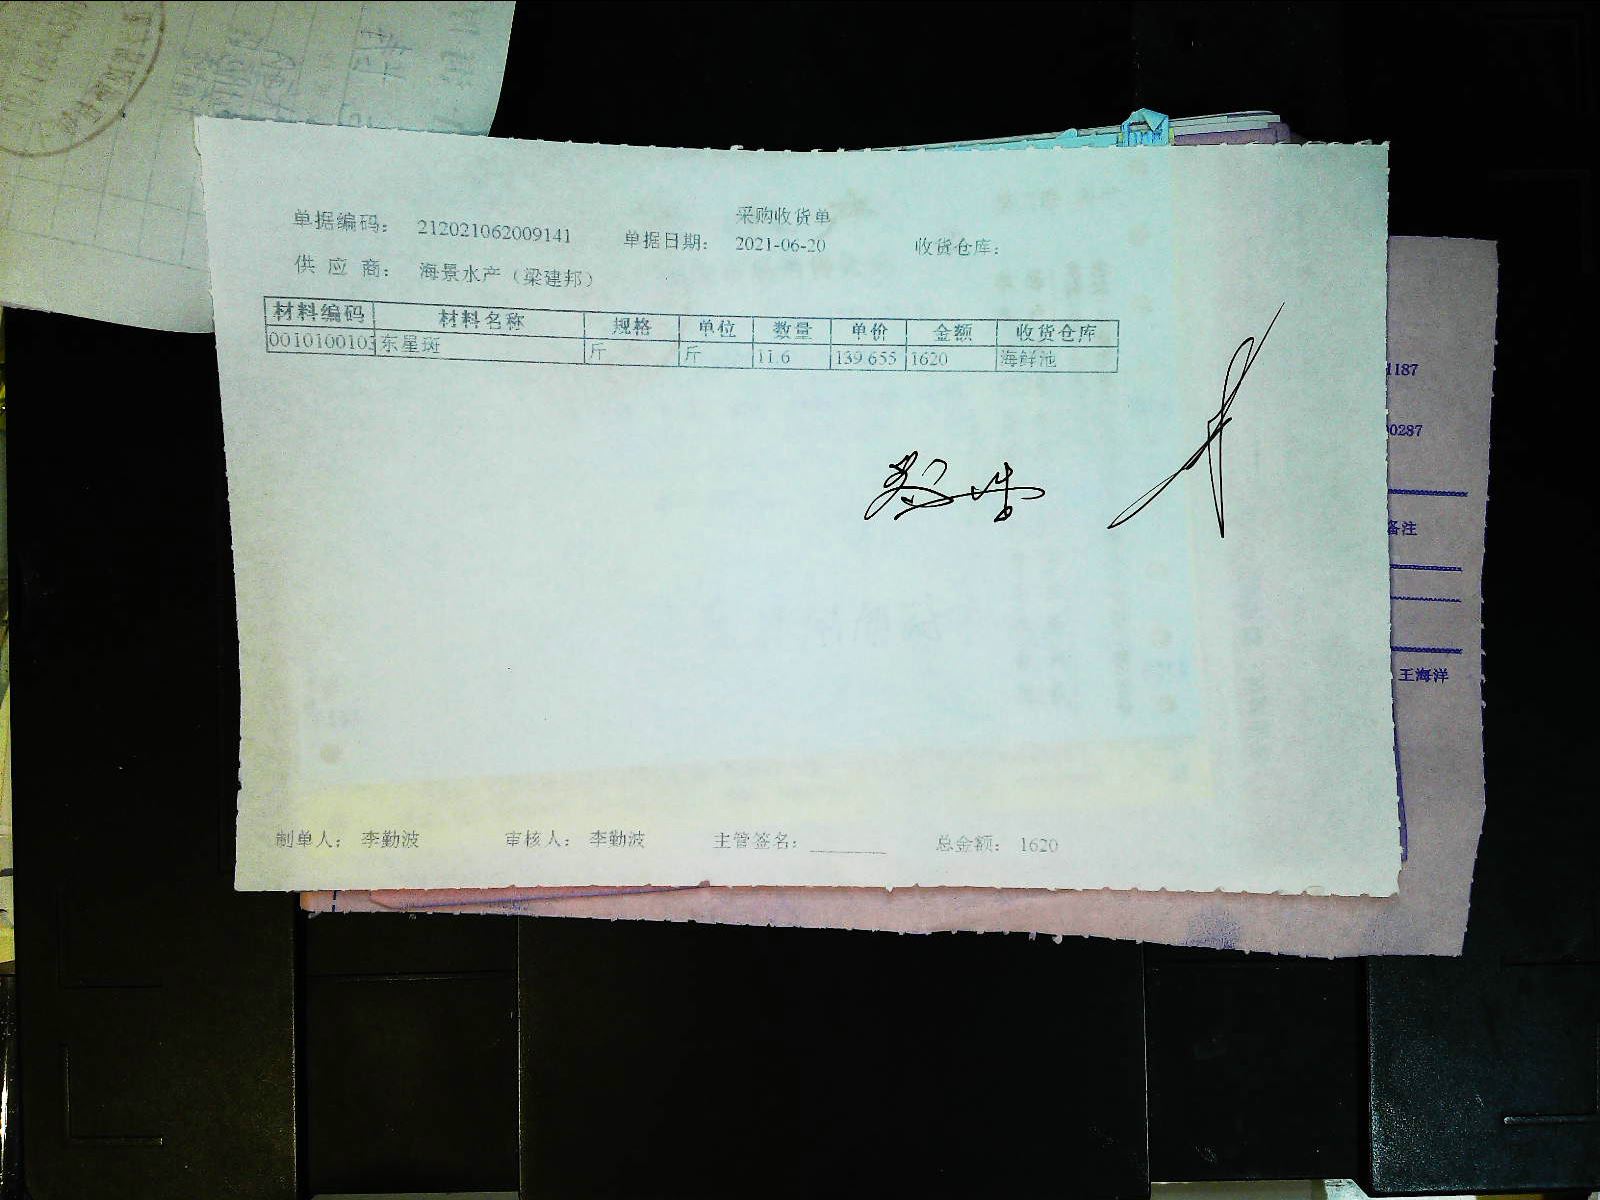 采购收货单
单据编码: 212021062009141 单据日期: 2021-06-20 收货仓库:
供 应 商: 海景水产(梁建邦)
材料编码 材料名称 规格 单位 数量 单价 金额 收货仓库
0010100103 东星斑 斤 斤 11.6 139.655 1620 海鲜池
制单人: 李勤波 审核人: 李勤波 主管签名: ________ 总金额: 1620
1187
0287
备注
王海洋